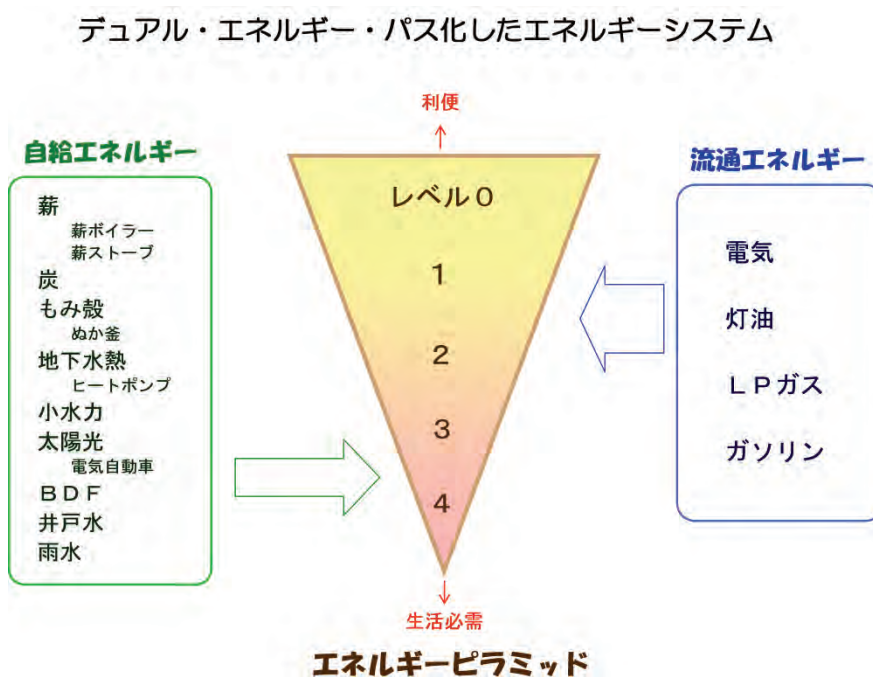 デュアル・エネルギー・パス化したエネルギーシステム
利便
自給エネルギー
薪
薪ボイラー
薪ストーブ
炭
もみ殻
ぬか釜
地下水熱
ヒートポンプ
小水力
太陽光
電気自動車
ＢＤＦ
井戸水
雨水
レベル０
１
２
３
４
流通エネルギー
電気
灯油
ＬＰガス
ガソリン
生活必需
エネルギーピラミッド